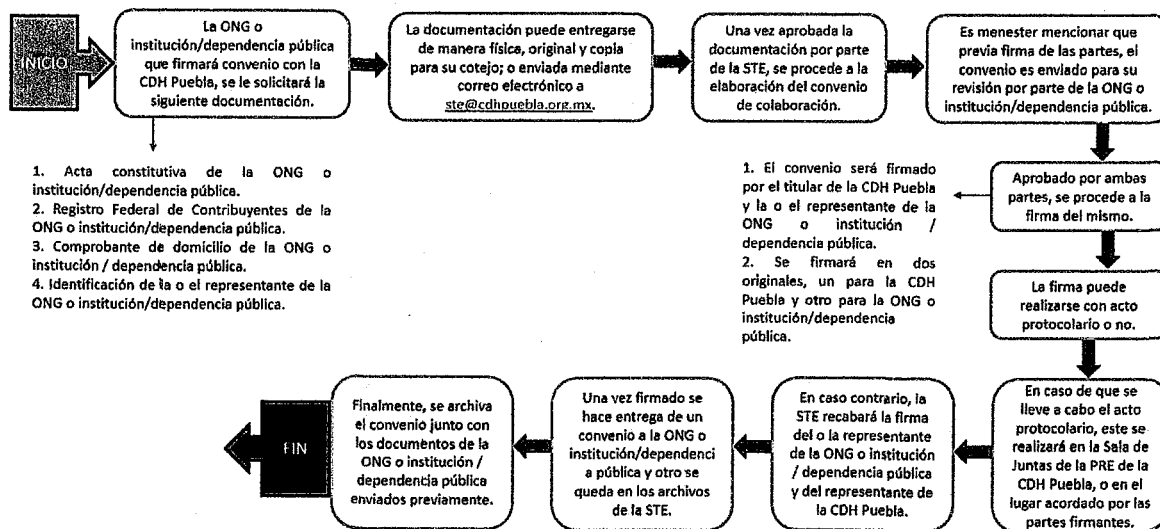 INICIO
La ONG o
institución/dependencia pública
que firmará convenio con la
CDH Puebla, se le solicitará la
siguiente documentación.
La documentación puede entregarse
de manera física, original y copia
para su cotejo; o enviada mediante
correo electrónico a
ste@cdhpuebla.org.mx.
Una vez aprobada la
documentación por parte
de la STE, se procede a la
elaboración del convenio
de colaboración.
Es menester mencionar que
previa firma de las partes, el
convenio es enviado para su
revisión por parte de la ONG o
institución/dependencia pública.
1. Acta constitutiva de la ONG o
institución/dependencia pública.
2. Registro Federal de Contribuyentes de la
ONG o institución/dependencia pública.
3. Comprobante de domicilio de la ONG o
institución / dependencia pública.
4. Identificación de la o el representante de la
ONG o institución/dependencia pública.
1. El convenio será firmado
por el titular de la CDH Puebla
y la o el representante de la
ONG o institución /
dependencia pública.
2. Se firmará en dos
originales, un para la CDH
Puebla y otro para la ONG o
institución/dependencia
pública.
Aprobado por ambas
partes, se procede a la
firma del mismo.
La firma puede
realizarse con acto
protocolario o no.
En caso de que se
lleve a cabo el acto
protocolario, este se
realizará en la Sala de
Juntas de la PRE de la
CDH Puebla, o en el
lugar acordado por las
partes firmantes.
En caso contrario, la
STE recabará la firma
del o la representante
de la ONG o institución
/ dependencia pública
y del representante de
la CDH Puebla.
Una vez firmado se
hace entrega de un
convenio a la ONG o
institución/dependenci
a pública y otro se
queda en los archivos
de la STE.
Finalmente, se archiva
el convenio junto con
los documentos de la
ONG o institución /
dependencia pública
enviados previamente.
FIN